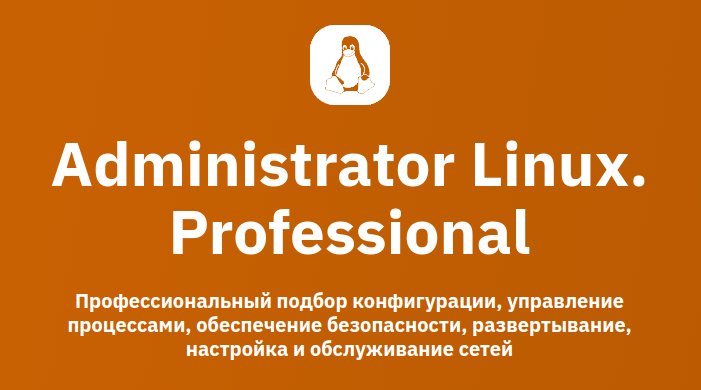 Administrator Linux.
Professional
Профессиональный подбор конфигурации, управление
процессами, обеспечение безопасности, развертывание,
настройка и обслуживание сетей